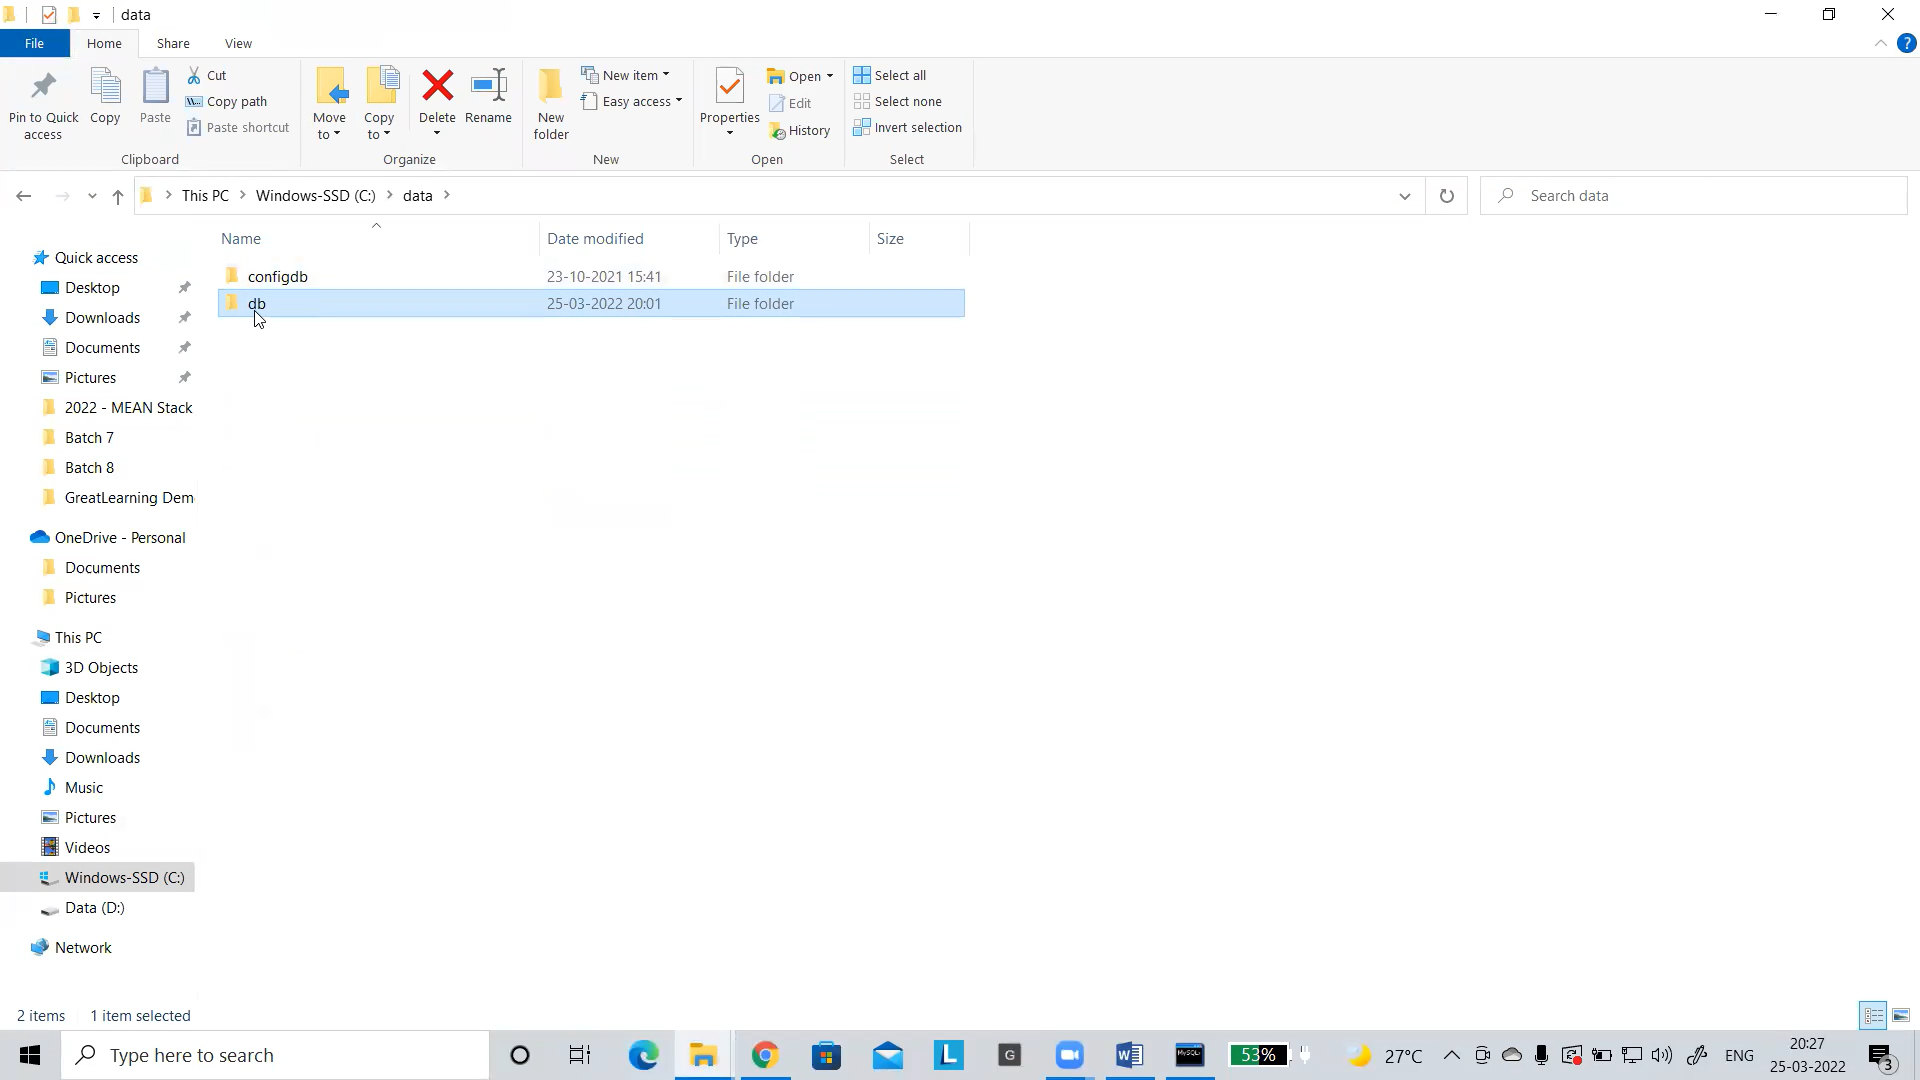 data
File Home Share View
Pin to Quick access
Copy
Paste
Cut
Copy path
Paste shortcut
Clipboard
Move to
Copy to
Delete
Rename
Organize
New folder
New item
Easy access
New
Properties
Open
Edit
History
Open
Select all
Select none
Invert selection
Select
This PC Windows-SSD (C:) data
Search data
Name Date modified Type Size
configdb 23-10-2021 15:41 File folder
db 25-03-2022 20:01 File folder
Quick access
Desktop
Downloads
Documents
Pictures
2022 - MEAN Stack
Batch 7
Batch 8
GreatLearning Dem
OneDrive - Personal
Documents
Pictures
This PC
3D Objects
Desktop
Documents
Downloads
Music
Pictures
Videos
Windows-SSD (C:)
Data (D:)
Network
2 items 1 item selected
Type here to search
L
G
W
MySQL
53%
27°C
ENG
20:27
25-03-2022
3